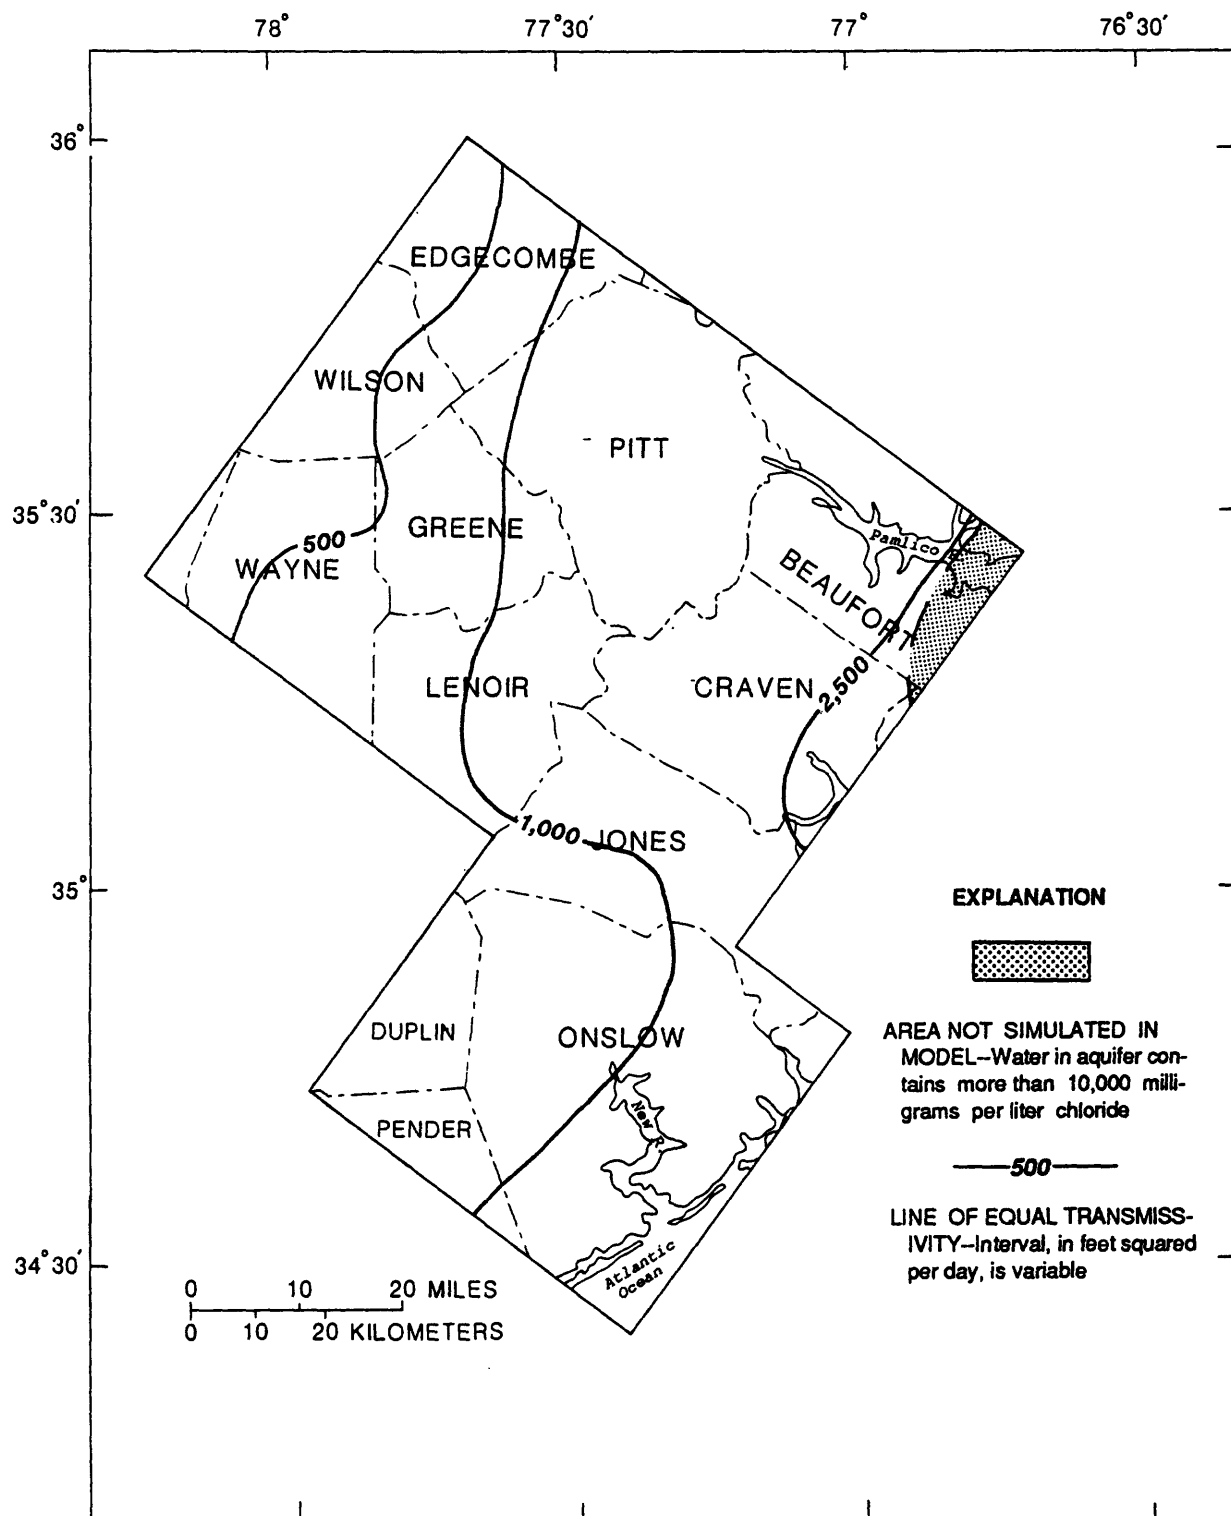 78° 77°30′ 77° 76°30′
36°
EDGECOMBE
WILSON
PITT
35°30′
GREENE
500
WAYNE
Pamlico
BEAUFORT
LENOIR
CRAVEN
2,500
1,000
JONES
35°
EXPLANATION
AREA NOT SIMULATED IN
MODEL--Water in aquifer con-
tains more than 10,000 milli-
grams per liter chloride
500
LINE OF EQUAL TRANSMISS-
IVITY--Interval, in feet squared
per day, is variable
DUPLIN
ONSLOW
New R.
PENDER
34°30′
Atlantic
Ocean
0 10 20 MILES
0 10 20 KILOMETERS